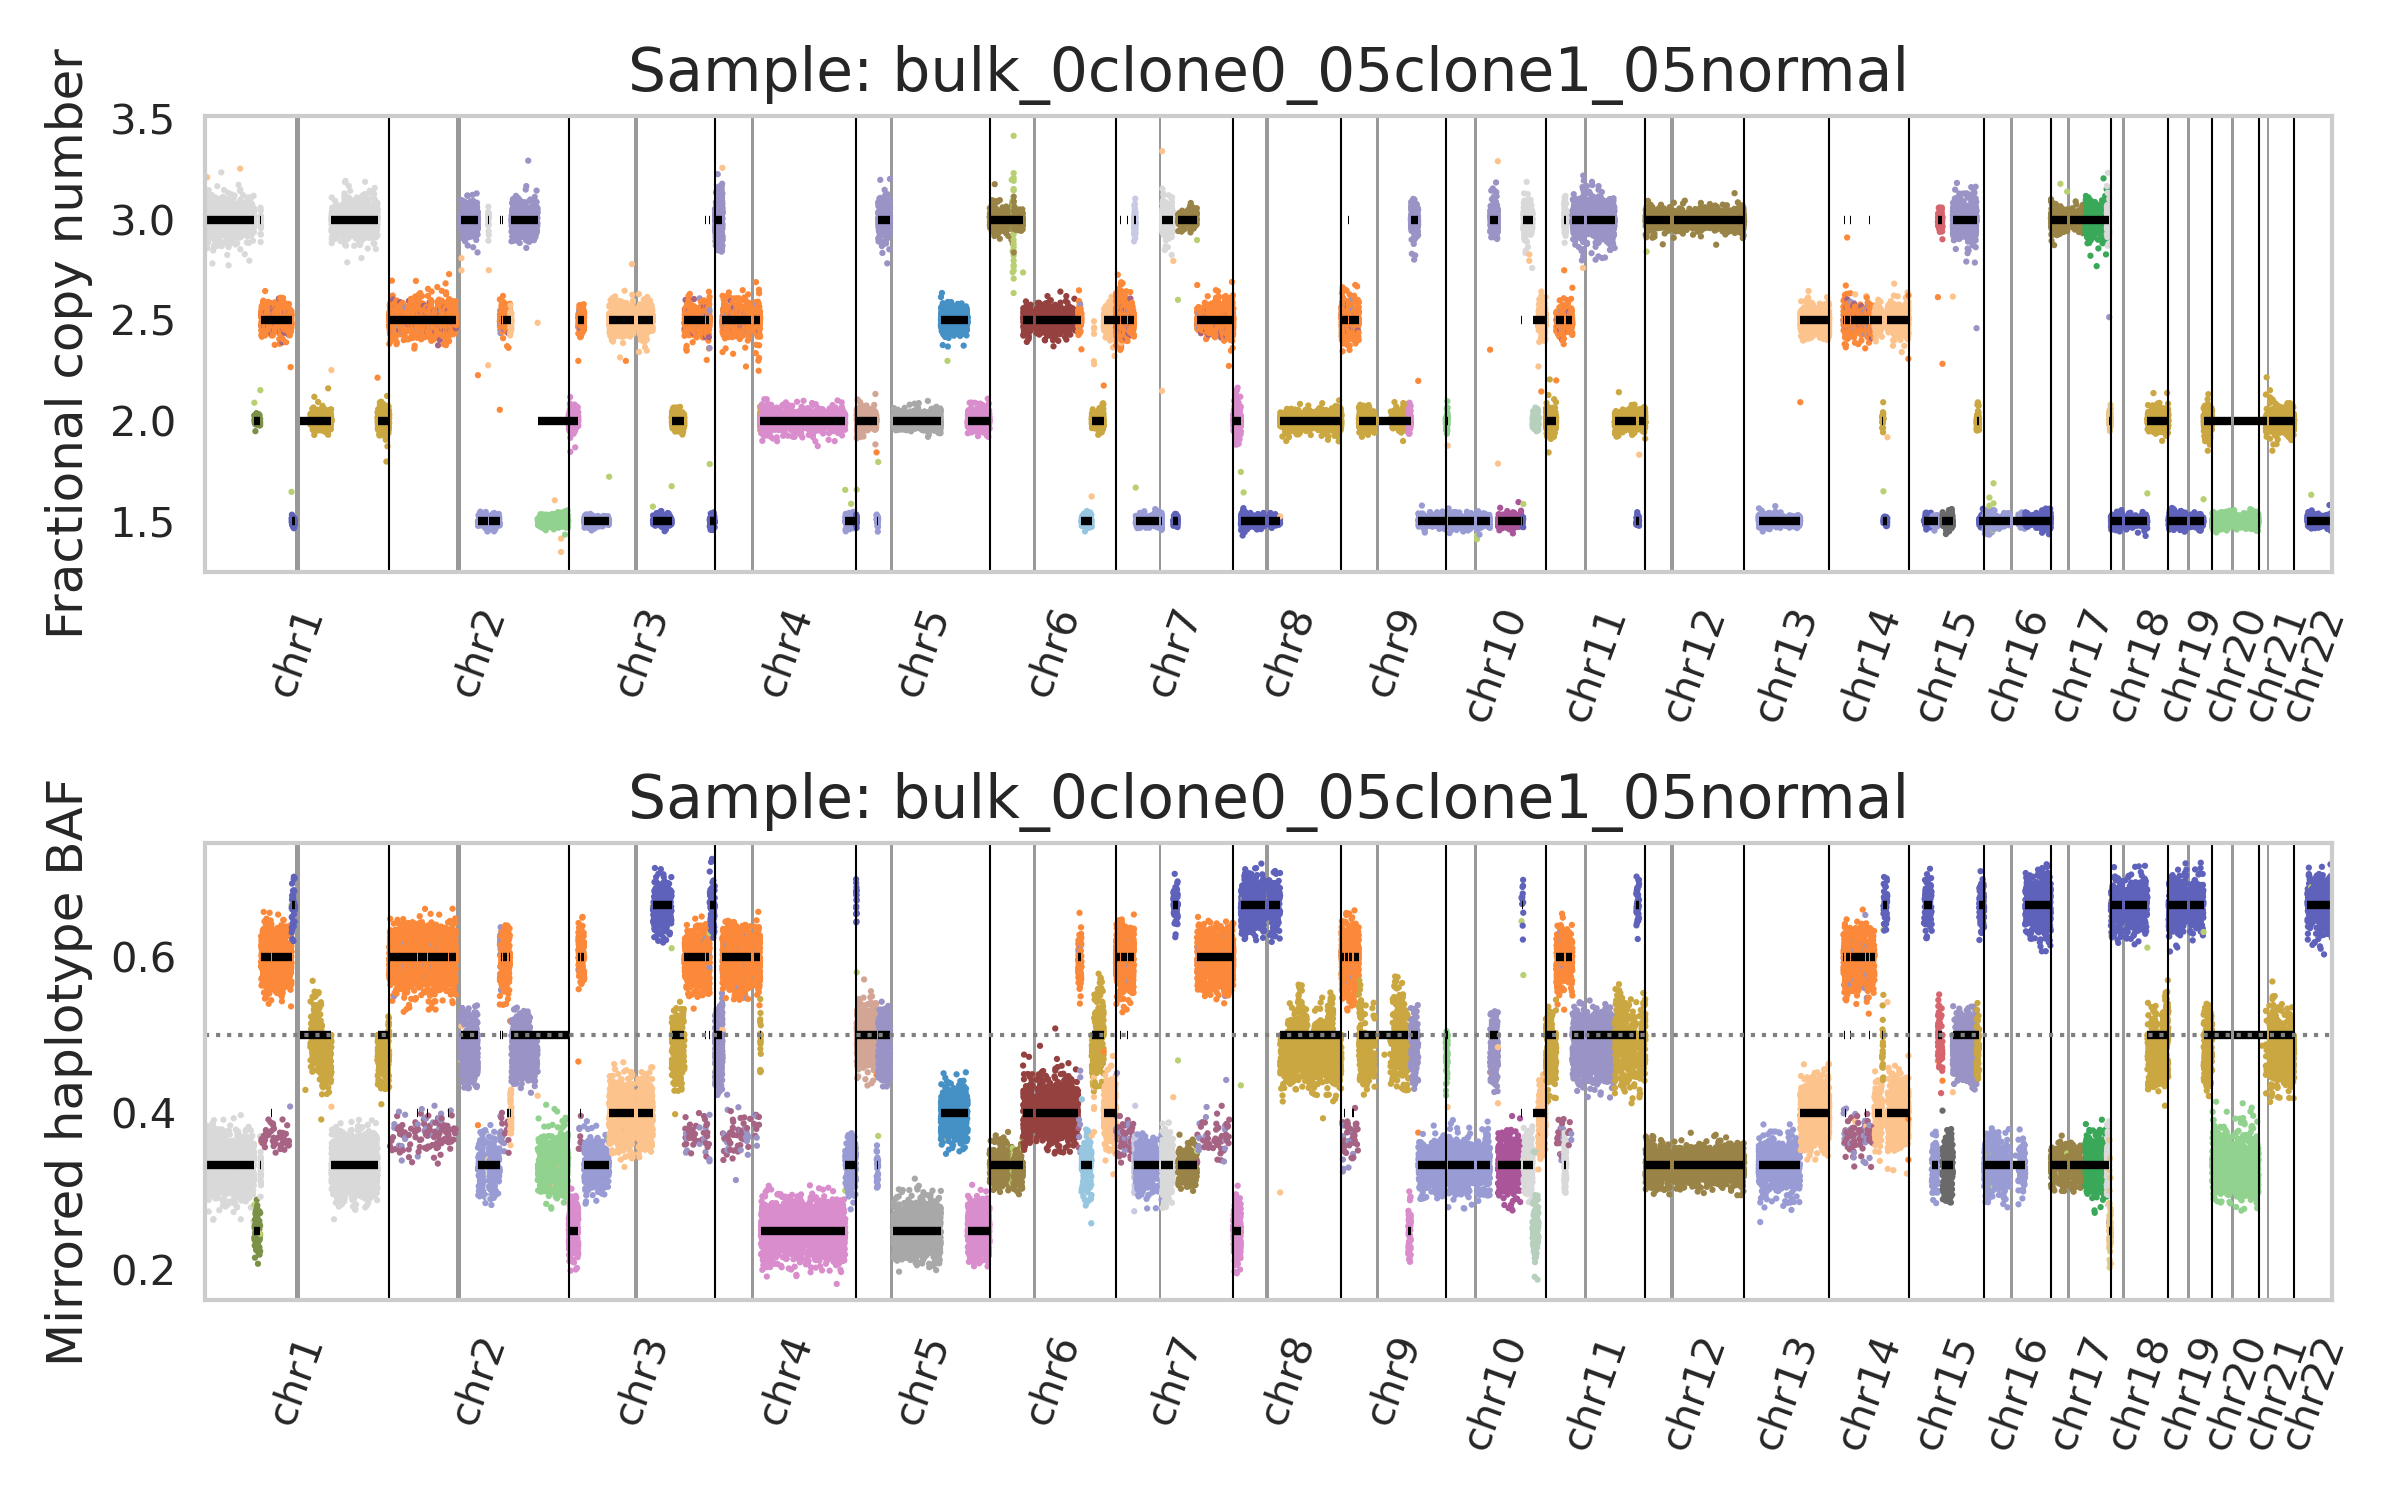 Sample: bulk_0clone0_05clone1_05normal
Fractional copy number
3.5
3.0
2.5
2.0
1.5
chr1 chr2 chr3 chr4 chr5 chr6 chr7 chr8 chr9 chr10 chr11 chr12 chr13 chr14 chr15 chr16 chr17 chr18 chr19 chr20 chr21 chr22
Sample: bulk_0clone0_05clone1_05normal
Mirrored haplotype BAF
0.6
0.4
0.2
chr1 chr2 chr3 chr4 chr5 chr6 chr7 chr8 chr9 chr10 chr11 chr12 chr13 chr14 chr15 chr16 chr17 chr18 chr19 chr20 chr21 chr22